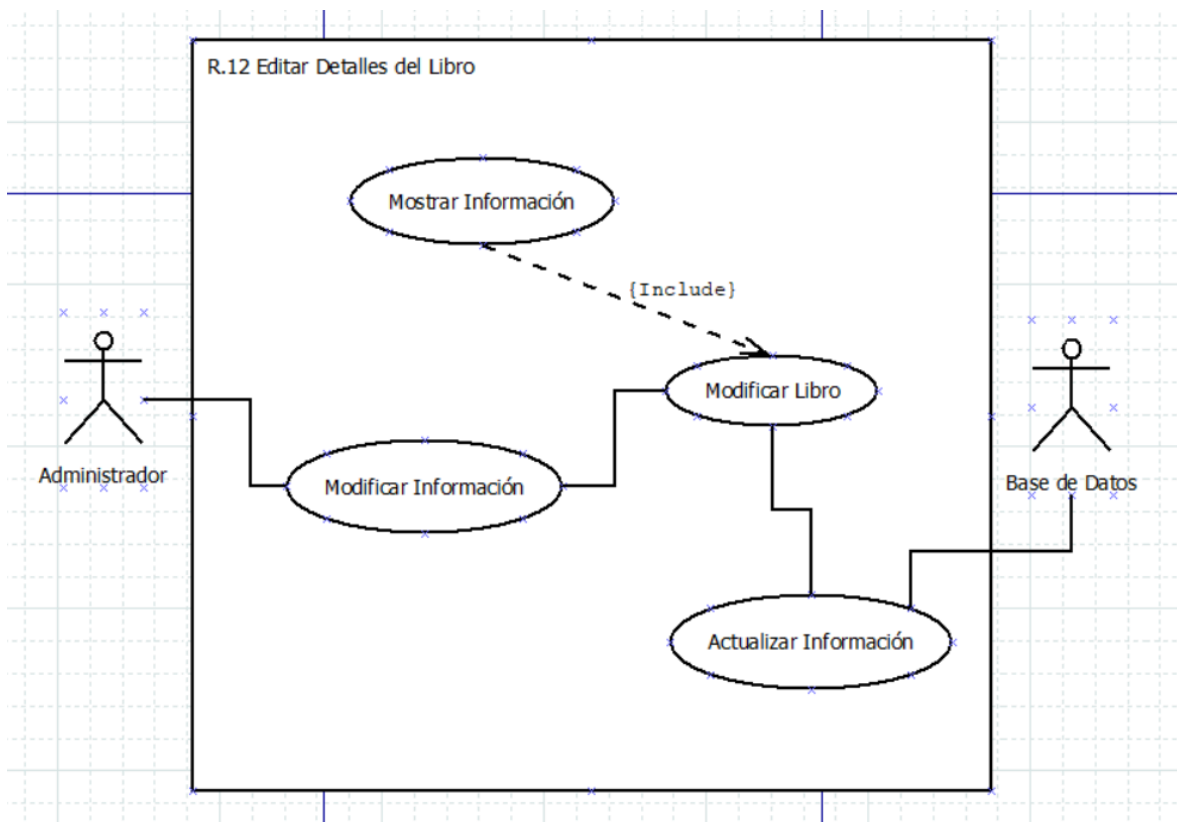 R.12 Editar Detalles del Libro
Mostrar Información
{Include}
Modificar Libro
Administrador
Modificar Información
Base de Datos
Actualizar Información